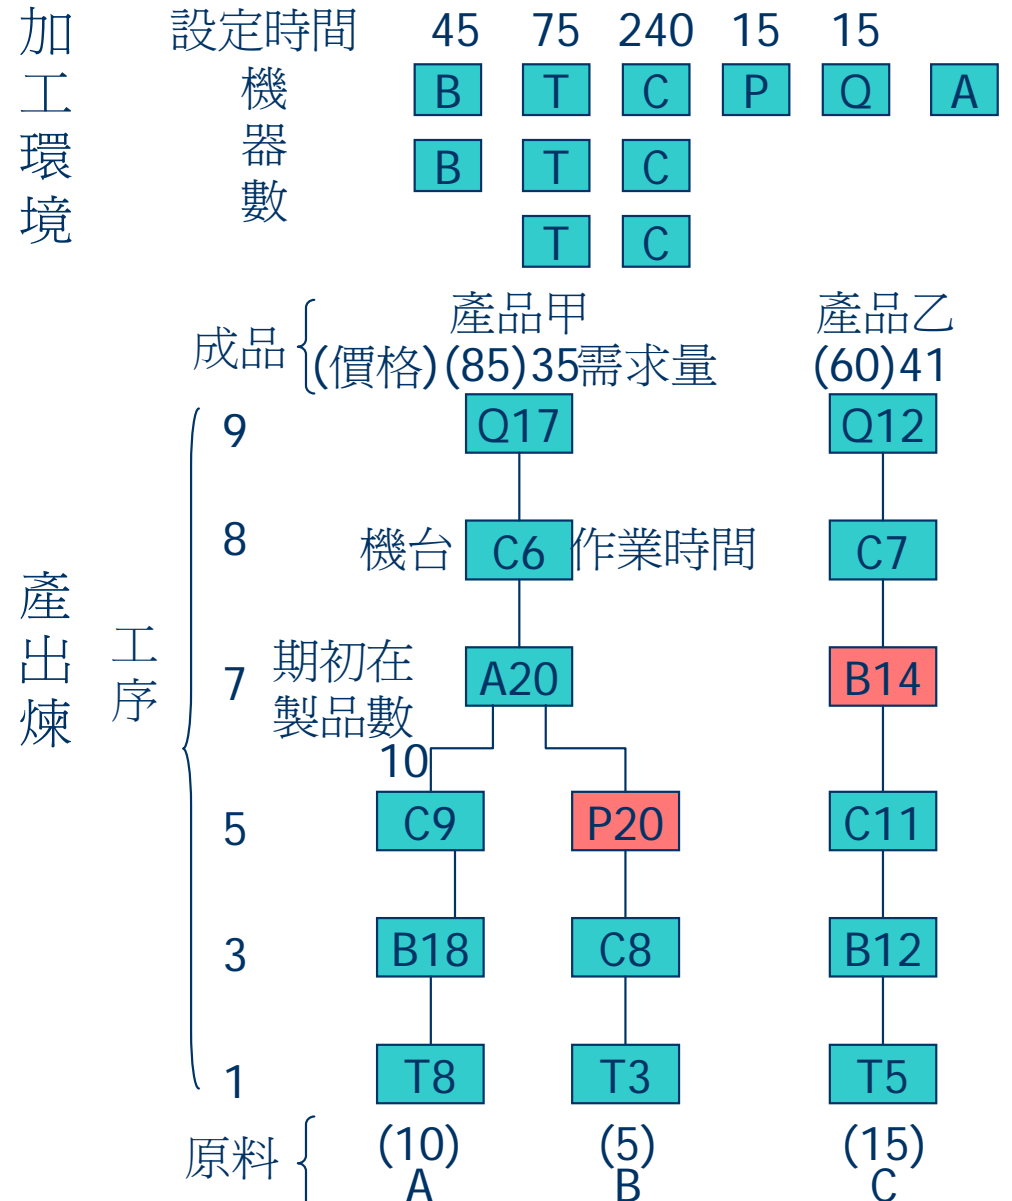 加工環境
設定時間 45 75 240 15 15
機器數
B T C P Q A
B T C
T C
產品甲 產品乙
成品 (價格)(85)35需求量 (60)41
9 Q17 Q12
8 機台 C6 作業時間 C7
產出煉
工序
7 期初在製品數 A20 B14
10
5 C9 P20 C11
3 B18 C8 B12
1 T8 T3 T5
原料 (10) (5) (15)
A B C